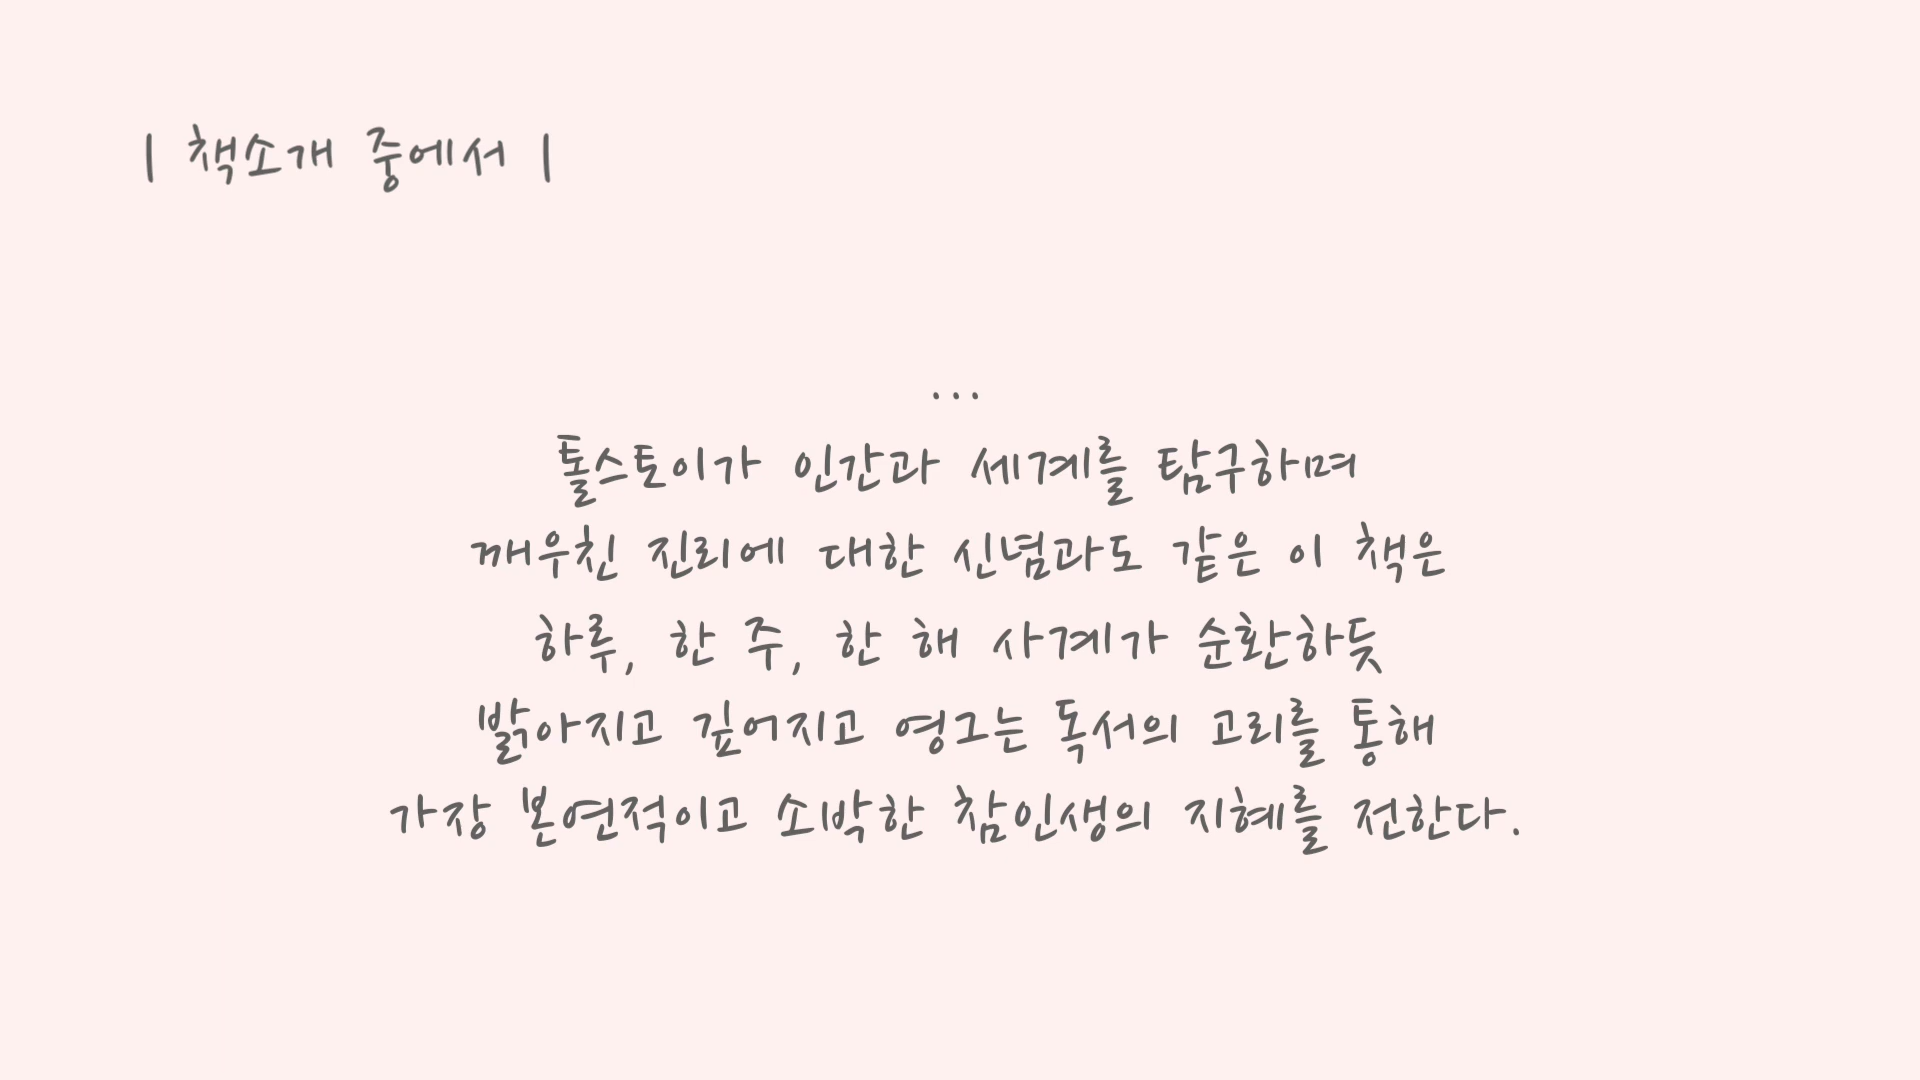 | 책소개 중에서 |
...
톨스토이가 인간과 세계를 탐구하며
깨우친 진리에 대한 신념과도 같은 이 책은
하루, 한 주, 한 해 사계가 순환하듯
밝아지고 깊어지고 영그는 독서의 고리를 통해
가장 본연적이고 소박한 참인생의 지혜를 전한다.